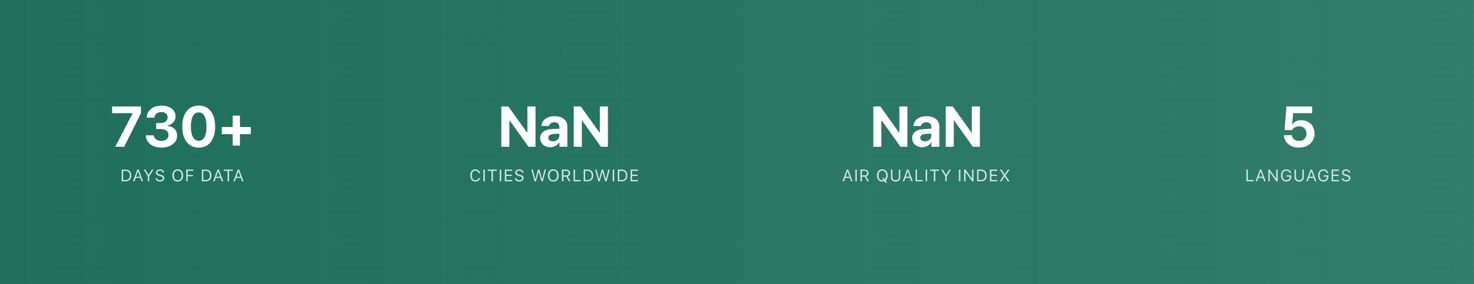 730+
DAYS OF DATA
NaN
CITIES WORLDWIDE
NaN
AIR QUALITY INDEX
5
LANGUAGES